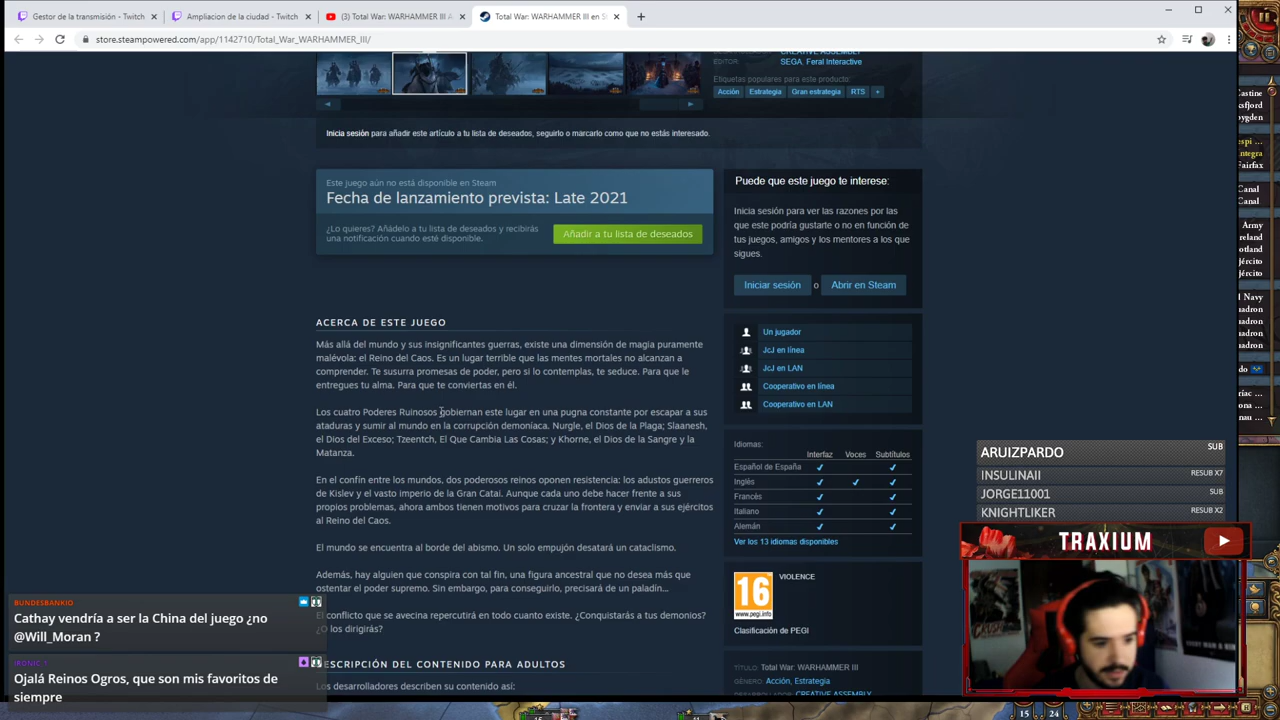 Gestor de la transmisión - Twitch
Ampliacion de la ciudad - Twitch
(3) Total War: WARHAMMER III A
Total War: WARHAMMER III en S
store.steampowered.com/app/1142710/Total_War_WARHAMMER_III/
CREATIVE ASSEMBLY
EDITOR: SEGA, Feral Interactive
Etiquetas populares para este producto:
Acción Estrategia Gran estrategia RTS +
Inicia sesión para añadir este artículo a tu lista de deseados, seguirlo o marcarlo como que no estás interesado.
Este juego aún no está disponible en Steam
Fecha de lanzamiento prevista: Late 2021
¿Lo quieres? Añádelo a tu lista de deseados y recibirás
una notificación cuando esté disponible.
Añadir a tu lista de deseados
ACERCA DE ESTE JUEGO
Más allá del mundo y sus insignificantes guerras, existe una dimensión de magia puramente
malévola: el Reino del Caos. Es un lugar terrible que las mentes mortales no alcanzan a
comprender. Te susurra promesas de poder, pero si lo contemplas, te seduce. Para que le
entregues tu alma. Para que te conviertas en él.
Los cuatro Poderes Ruinosos gobiernan este lugar en una pugna constante por escapar a sus
ataduras y sumir al mundo en la corrupción demoníaca. Nurgle, el Dios de la Plaga; Slaanesh,
el Dios del Exceso; Tzeentch, El Que Cambia Las Cosas; y Khorne, el Dios de la Sangre y la
Matanza.
En el confín entre los mundos, dos poderosos reinos oponen resistencia: los adustos guerreros
de Kislev y el vasto imperio de la Gran Catai. Aunque cada uno debe hacer frente a sus
propios problemas, ahora ambos tienen motivos para cruzar la frontera y enviar a sus ejércitos
al Reino del Caos.
El mundo se encuentra al borde del abismo. Un solo empujón desatará un cataclismo.
Además, hay alguien que conspira con tal fin, una figura ancestral que no desea más que
ostentar el poder supremo. Sin embargo, para conseguirlo, precisará de un paladín...
El conflicto que se avecina repercutirá en todo cuanto existe. ¿Conquistarás a tus demonios?
¿O los dirigirás?
DESCRIPCIÓN DEL CONTENIDO PARA ADULTOS
Los desarrolladores describen su contenido así:
Puede que este juego te interese:
Inicia sesión para ver las razones por las
que este podría gustarte o no en función de
tus juegos, amigos y los mentores a los que
sigues.
Iniciar sesión o Abrir en Steam
Un jugador
JcJ en línea
JcJ en LAN
Cooperativo en línea
Cooperativo en LAN
Idiomas:
Interfaz Voces Subtítulos
Español de España ✔ ✔
Inglés ✔ ✔ ✔
Francés ✔ ✔
Italiano ✔ ✔
Alemán ✔ ✔
Ver los 13 idiomas disponibles
16
www.pegi.info
VIOLENCE
Clasificación de PEGI
TÍTULO: Total War: WARHAMMER III
GÉNERO: Acción, Estrategia
DESARROLLADOR: CREATIVE ASSEMBLY
BUNDESBANKIO
Cathay vendría a ser la China del juego ¿no
@Will_Moran ?
IRONIC_T
Ojalá Reinos Ogros, que son mis favoritos de
siempre
ARUIZPARDO SUB
INSULINAII RESUB X7
JORGE11001 SUB
KNIGHTLIKER RESUB X2
TRAXIUM
Castine
Fairfax
Canal
Canal
Army
Navy
15 24